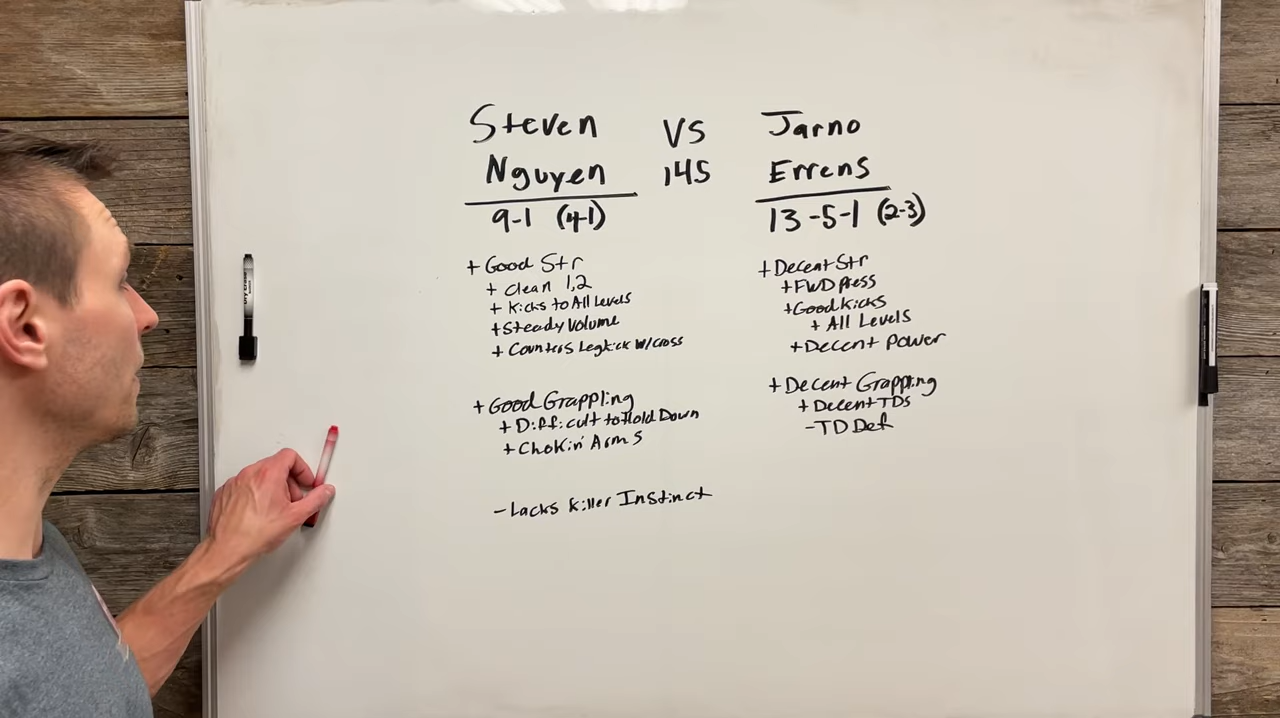 Steven
Nguyen
9-1 (4-1)
+ Good Str
+ Clean 1,2
+ Kicks to All Levels
+ Steady Volume
+ Counters Legkick w/cross
+ Good Grappling
+ Difficult to Hold Down
+ Chokin' Arms
- Lacks Killer Instinct
VS
145
Jarno
Errens
13-5-1 (2-3)
+ Decent Str
+ FWD press
+ Good Kicks
+ All Levels
+ Decent Power
+ Decent Grappling
+ Decent TDs
- TD Def